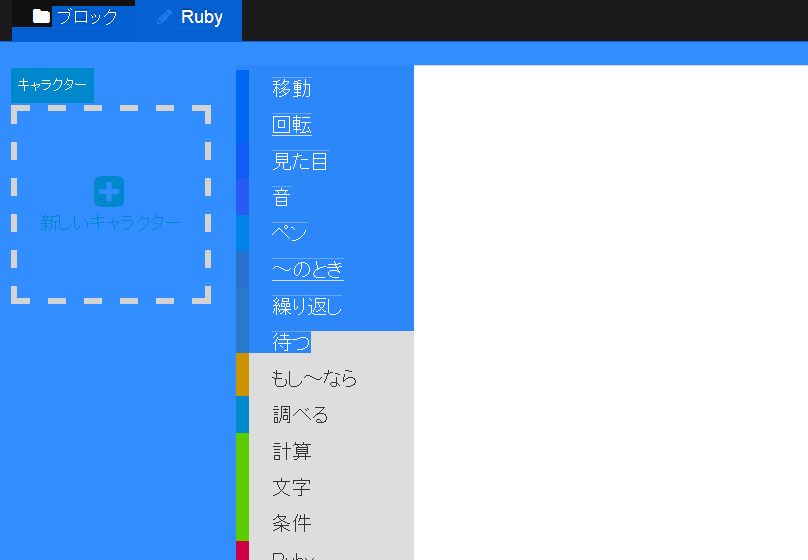 ブロック Ruby
キャラクター
新しいキャラクター
移動
回転
見た目
音
ペン
～のとき
繰り返し
待つ
もし～なら
調べる
計算
文字
条件
Ruby